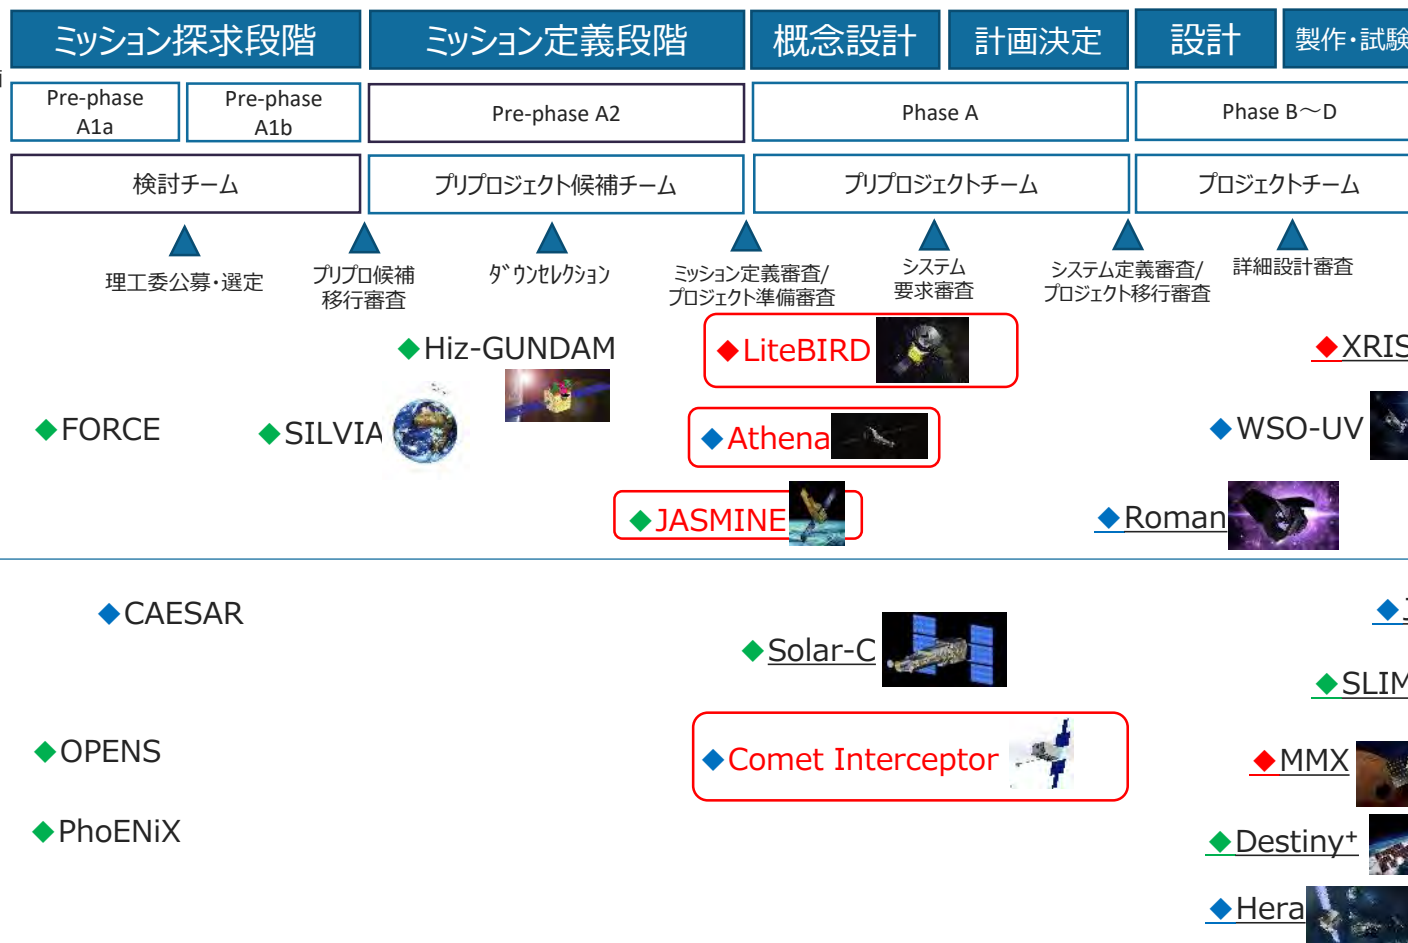 ミッション探求段階
ミッション定義段階
概念設計
計画決定
設計
製作・試験
Pre-phase
A1a
Pre-phase
A1b
Pre-phase A2
Phase A
Phase B～D
検討チーム
プリプロジェクト候補チーム
プリプロジェクトチーム
プロジェクトチーム
理工委公募・選定
プリプロ候補
移行審査
ﾀﾞｳﾝｾﾚｸｼｮﾝ
ミッション定義審査/
プロジェクト準備審査
システム
要求審査
システム定義審査/
プロジェクト移行審査
詳細設計審査
◆Hiz-GUNDAM
◆LiteBIRD
◆XRIS
◆FORCE
◆SILVIA
◆Athena
◆WSO-UV
◆JASMINE
◆Roman
◆CAESAR
◆Solar-C
◆SLIM
◆OPENS
◆Comet Interceptor
◆MMX
◆PhoENiX
◆Destiny⁺
◆Hera